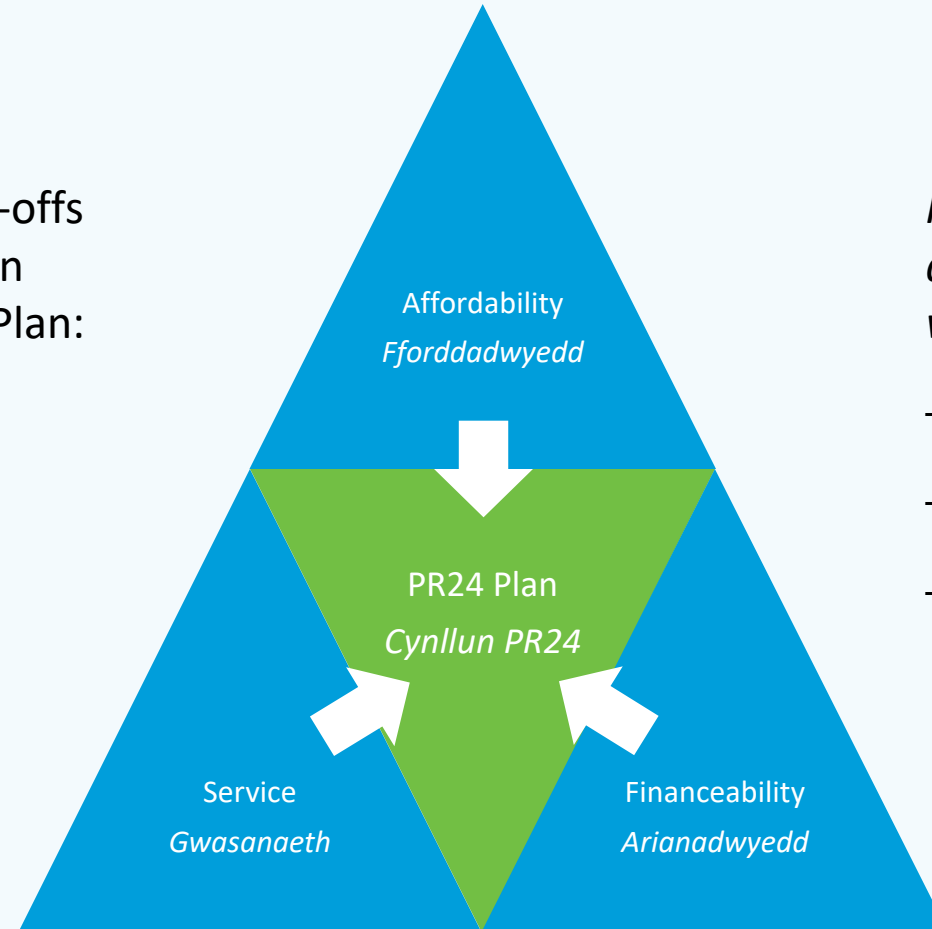 -offs
n
Plan:
Affordability
Fforddadwyedd
PR24 Plan
Cynllun PR24
Service
Gwasanaeth
Financeability
Arianadwyedd
-
-
-